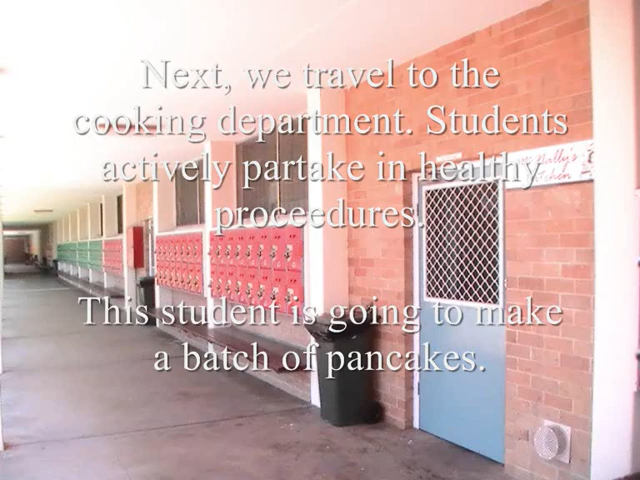 Next, we travel to the
cooking department. Students
actively partake in healthy
proceedures.
This student is going to make
a batch of pancakes.